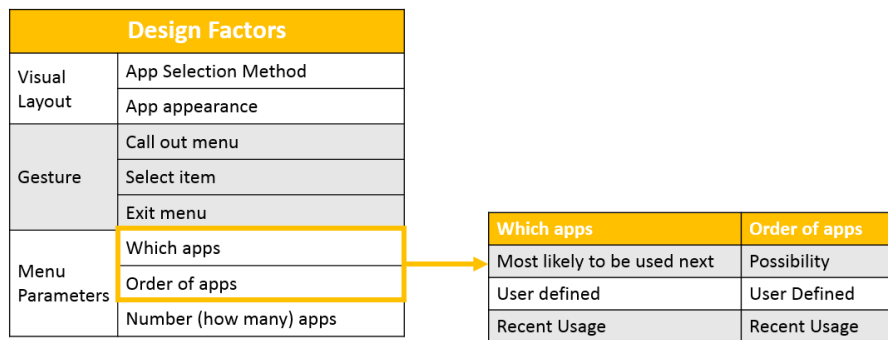 Design Factors
Visual
Layout
App Selection Method
App appearance
Gesture
Call out menu
Select item
Exit menu
Menu
Parameters
Which apps
Order of apps
Number (how many) apps
Which apps Order of apps
Most likely to be used next Possibility
User defined User Defined
Recent Usage Recent Usage